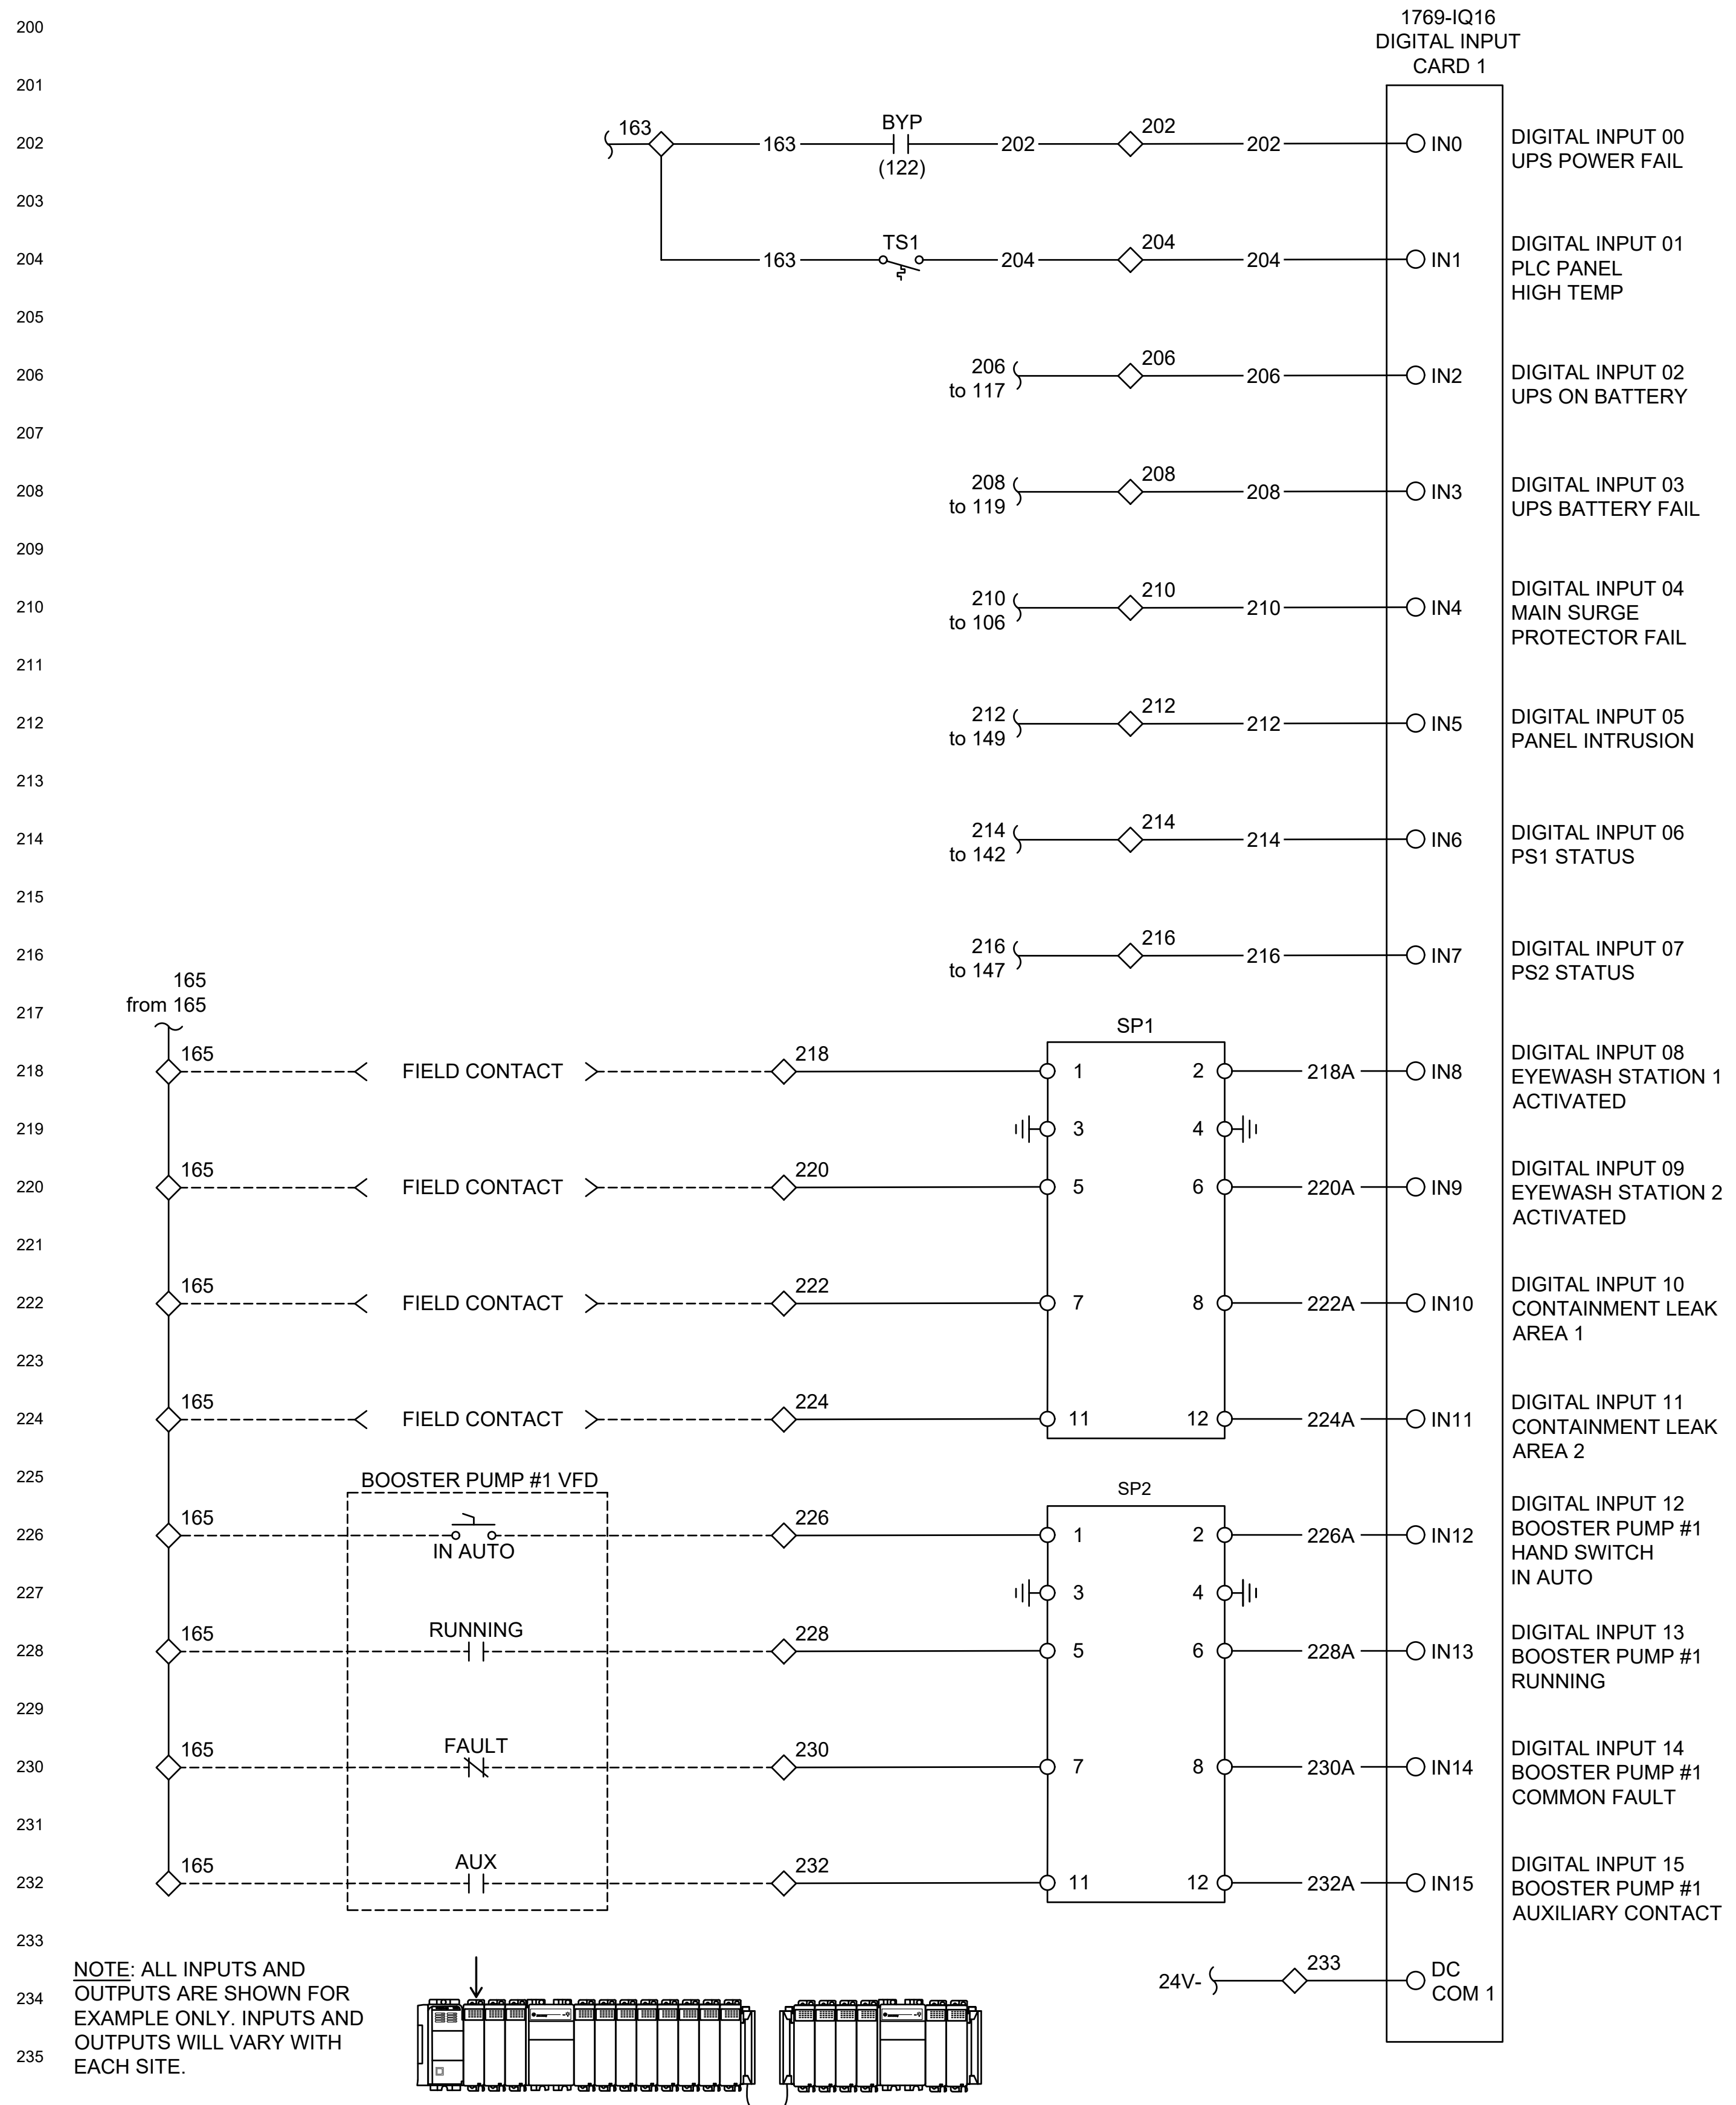 200
1769-IQ16
DIGITAL INPUT
CARD 1
201
202
163
163
BYP
(122)
202
202
202
IN0
DIGITAL INPUT 00
UPS POWER FAIL
203
204
163
TS1
204
204
204
IN1
DIGITAL INPUT 01
PLC PANEL
HIGH TEMP
205
206
206
to 117
206
206
IN2
DIGITAL INPUT 02
UPS ON BATTERY
207
208
208
to 119
208
208
IN3
DIGITAL INPUT 03
UPS BATTERY FAIL
209
210
210
to 106
210
210
IN4
DIGITAL INPUT 04
MAIN SURGE
PROTECTOR FAIL
211
212
212
to 149
212
212
IN5
DIGITAL INPUT 05
PANEL INTRUSION
213
214
214
to 142
214
214
IN6
DIGITAL INPUT 06
PS1 STATUS
215
216
216
to 147
216
216
IN7
DIGITAL INPUT 07
PS2 STATUS
165
from 165
217
SP1
218
165
FIELD CONTACT
218
1
2
218A
IN8
DIGITAL INPUT 08
EYEWASH STATION 1
ACTIVATED
219
3
4
220
165
FIELD CONTACT
220
5
6
220A
IN9
DIGITAL INPUT 09
EYEWASH STATION 2
ACTIVATED
221
222
165
FIELD CONTACT
222
7
8
222A
IN10
DIGITAL INPUT 10
CONTAINMENT LEAK
AREA 1
223
224
165
FIELD CONTACT
224
11
12
224A
IN11
DIGITAL INPUT 11
CONTAINMENT LEAK
AREA 2
225
BOOSTER PUMP #1 VFD
SP2
226
165
IN AUTO
226
1
2
226A
IN12
DIGITAL INPUT 12
BOOSTER PUMP #1
HAND SWITCH
IN AUTO
227
3
4
228
165
RUNNING
228
5
6
228A
IN13
DIGITAL INPUT 13
BOOSTER PUMP #1
RUNNING
229
230
165
FAULT
230
7
8
230A
IN14
DIGITAL INPUT 14
BOOSTER PUMP #1
COMMON FAULT
231
232
165
AUX
232
11
12
232A
IN15
DIGITAL INPUT 15
BOOSTER PUMP #1
AUXILIARY CONTACT
233
24V-
233
DC
COM 1
234
235
NOTE: ALL INPUTS AND
OUTPUTS ARE SHOWN FOR
EXAMPLE ONLY. INPUTS AND
OUTPUTS WILL VARY WITH
EACH SITE.